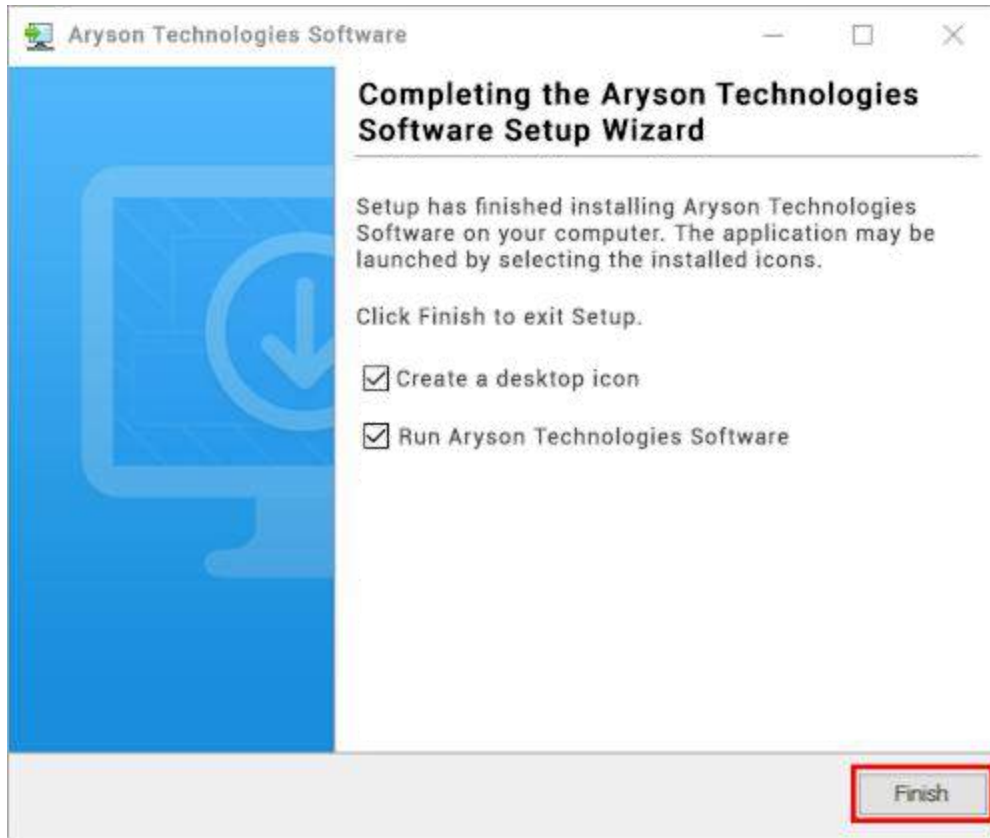 Aryson Technologies Software
Completing the Aryson Technologies
Software Setup Wizard
Setup has finished installing Aryson Technologies
Software on your computer. The application may be
launched by selecting the installed icons.
Click Finish to exit Setup.
Create a desktop icon
Run Aryson Technologies Software
Finish